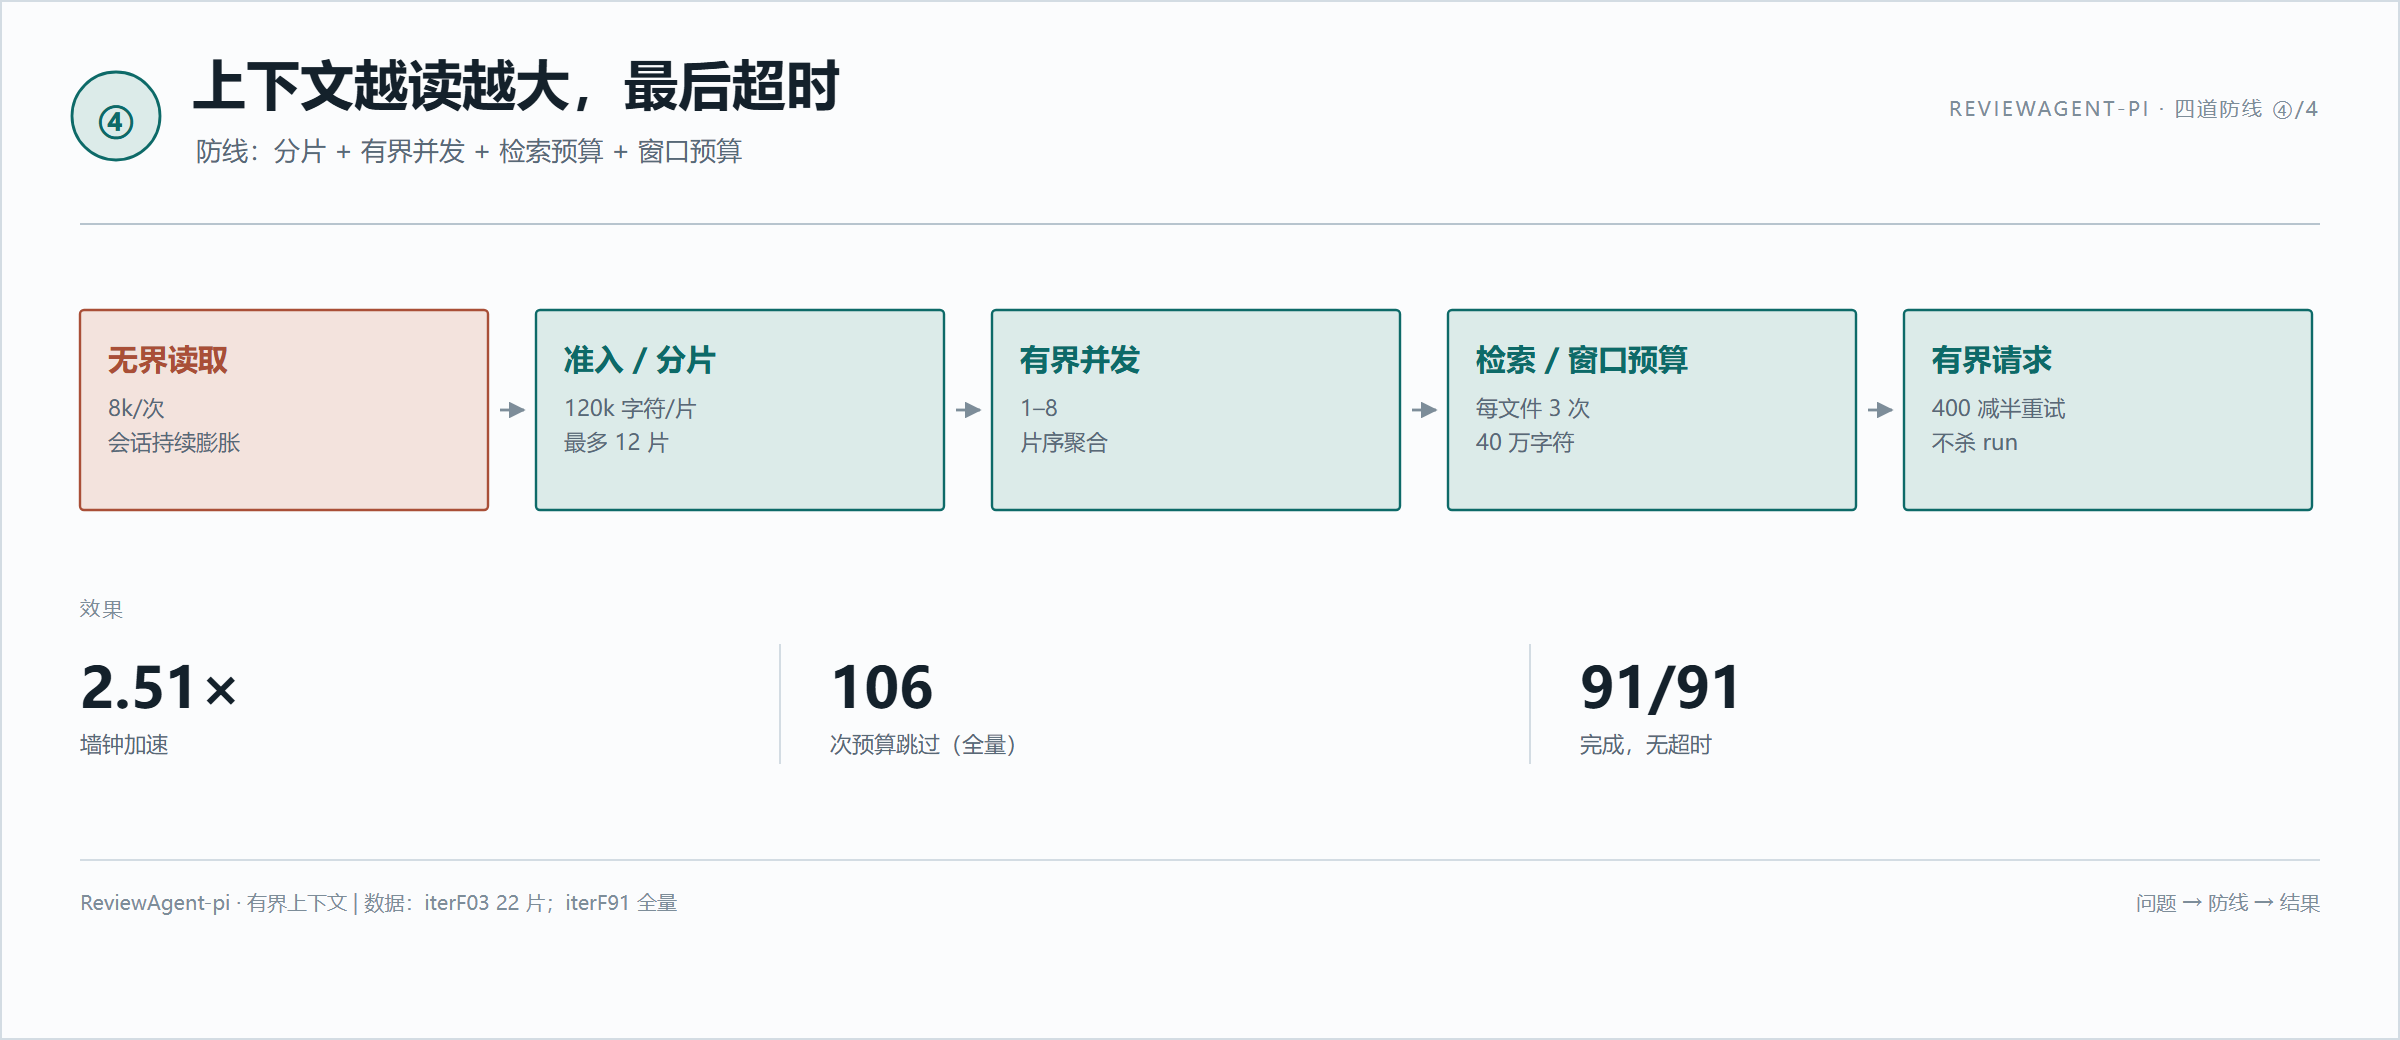 ④
上下文越读越大，最后超时
防线：分片 + 有界并发 + 检索预算 + 窗口预算
REVIEWAGENT-PI · 四道防线 ④/4
无界读取
8k/次
会话持续膨胀
准入 / 分片
120k 字符/片
最多 12 片
有界并发
1–8
片序聚合
检索 / 窗口预算
每文件 3 次
40 万字符
有界请求
400 减半重试
不杀 run
效果
2.51×
墙钟加速
106
次预算跳过（全量）
91/91
完成，无超时
ReviewAgent-pi · 有界上下文 | 数据：iterF03 22 片；iterF91 全量
问题 → 防线 → 结果